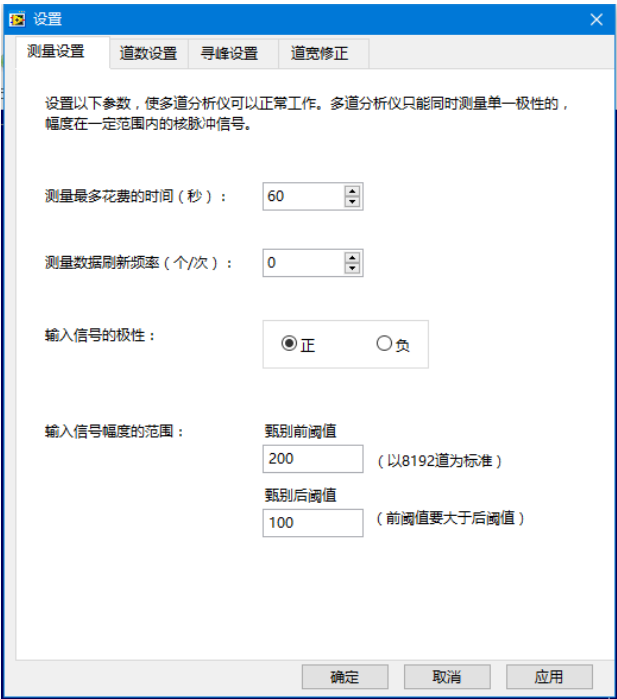 设置
测量设置 道数设置 寻峰设置 道宽修正
设置以下参数，使多道分析仪可以正常工作。多道分析仪只能同时测量单一极性的，
幅度在一定范围内的核脉冲信号。
测量最多花费的时间（秒）： 60
测量数据刷新频率（个/次）： 0
输入信号的极性： 正 负
输入信号幅度的范围： 甄别前阈值
200 （以8192道为标准）
甄别后阈值
100 （前阈值要大于后阈值）
确定 取消 应用